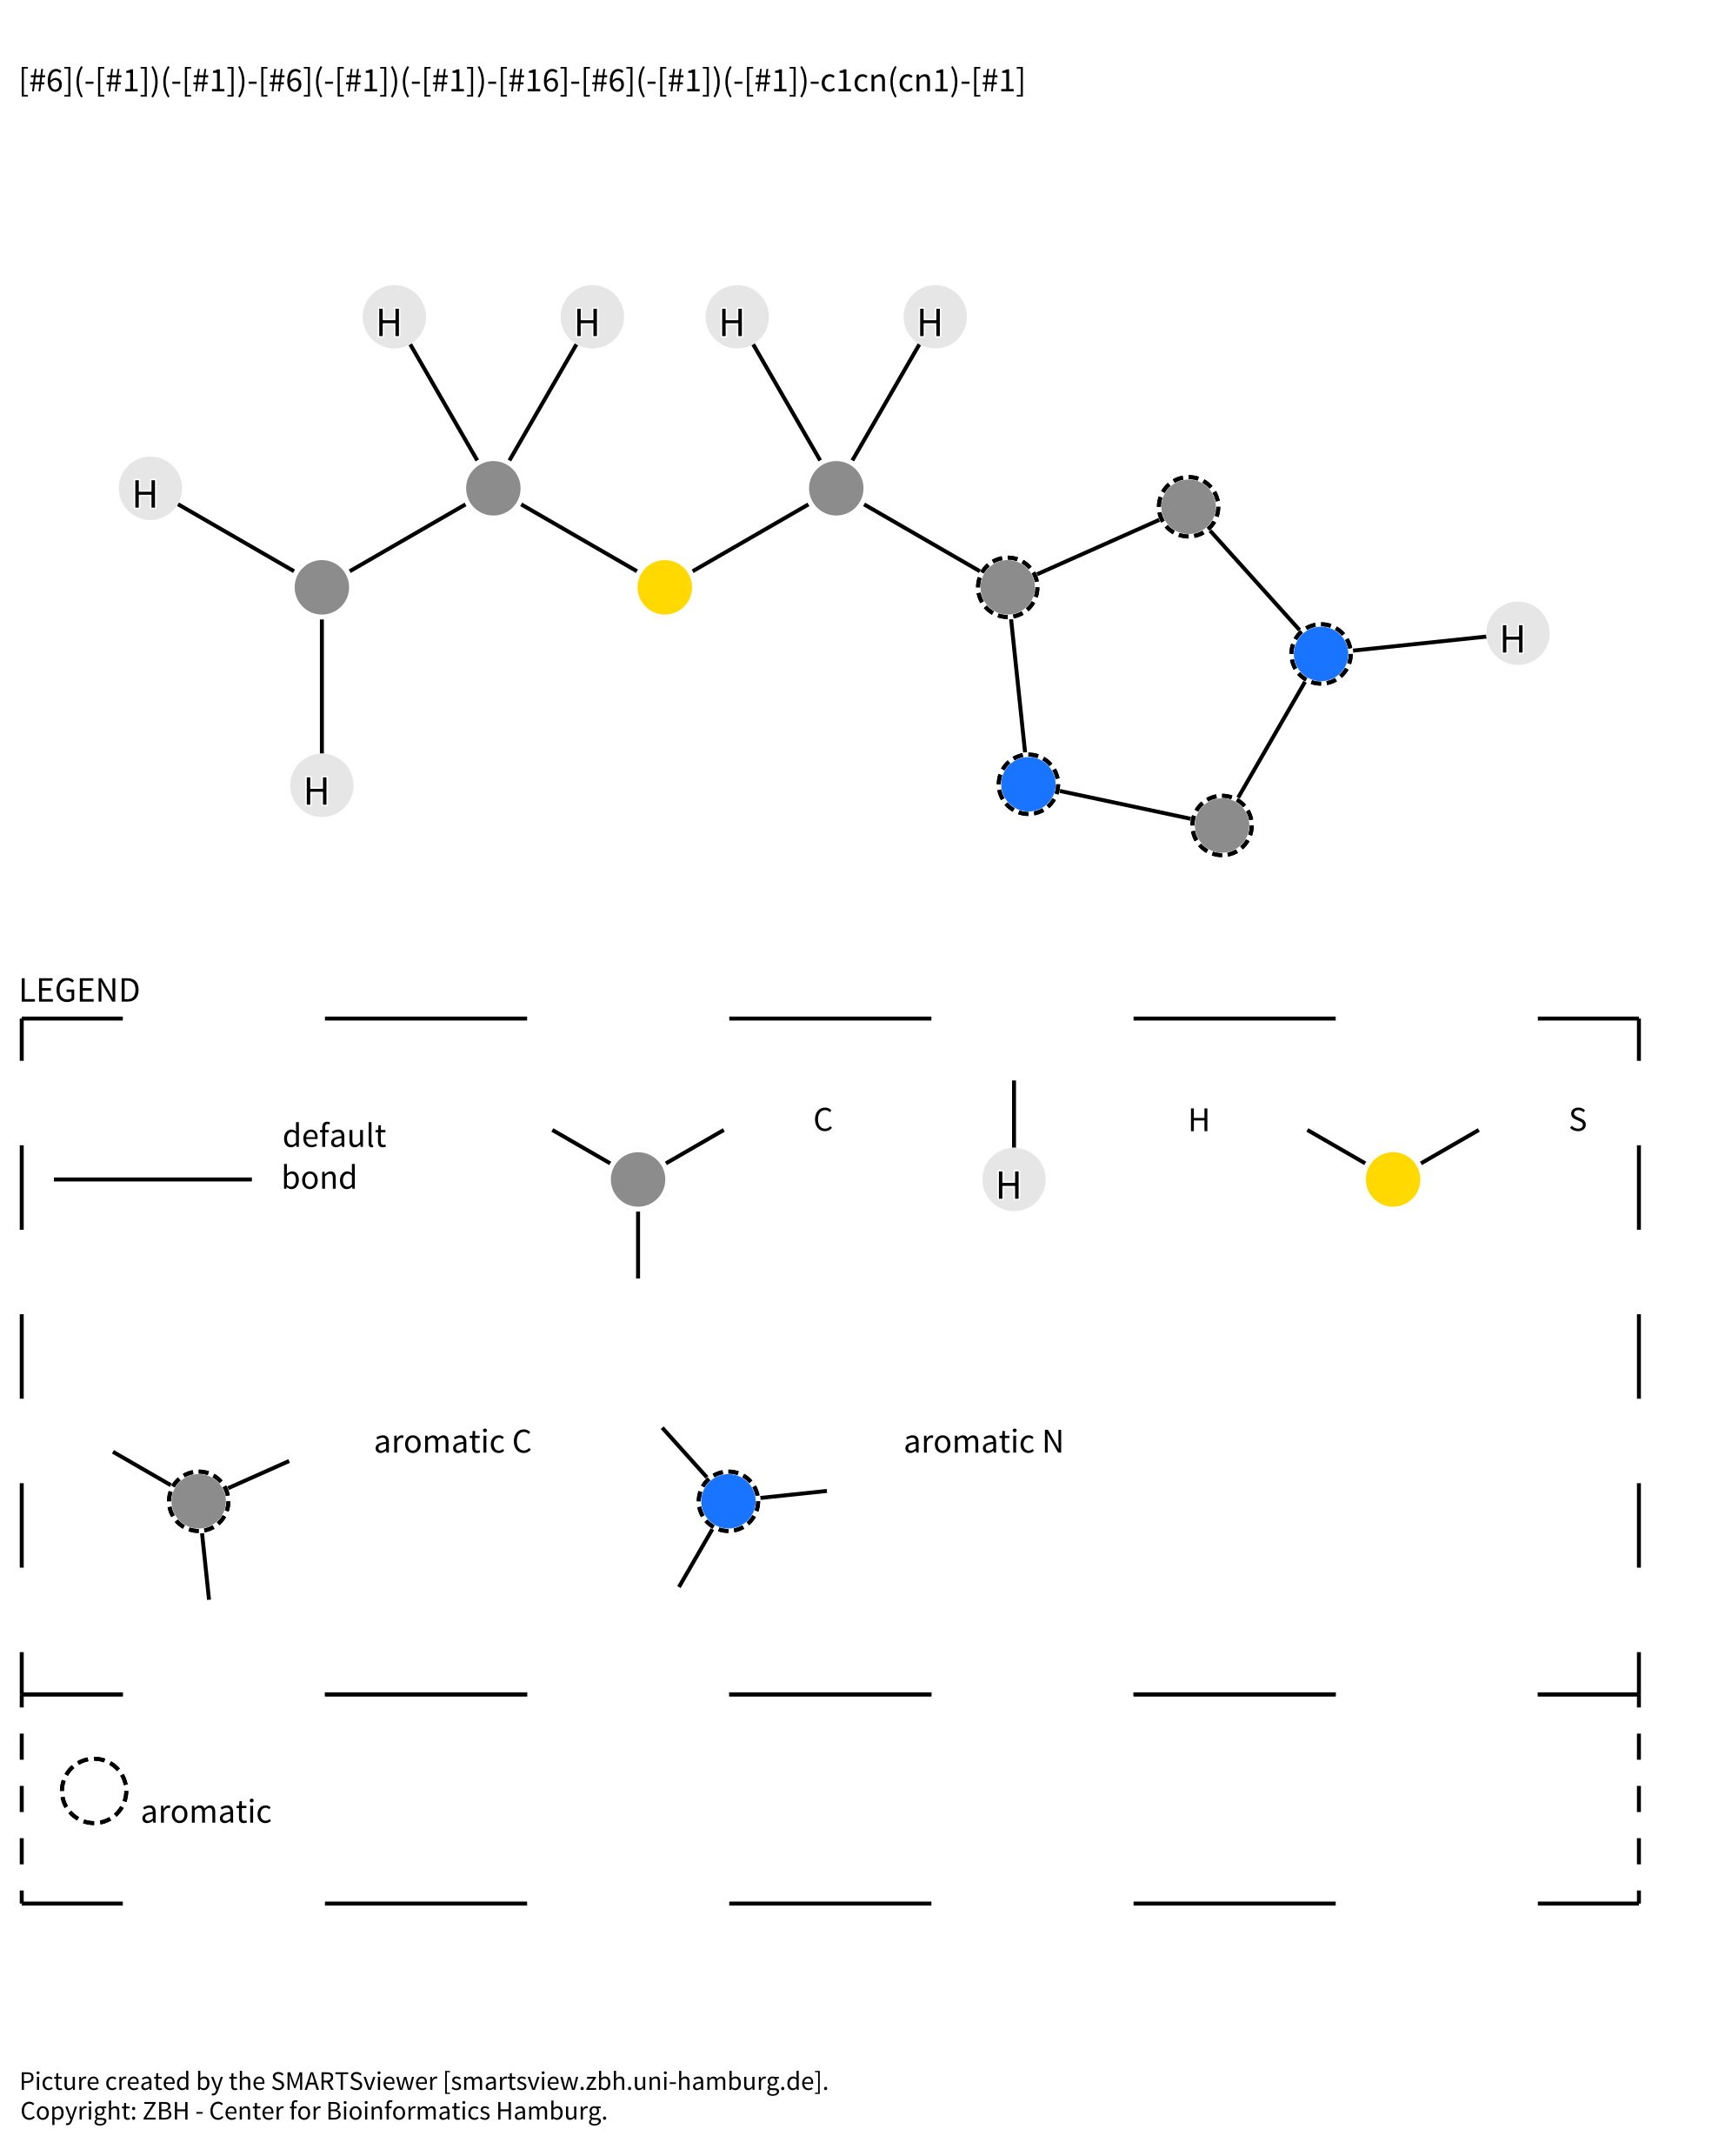 [#6](-[#1])(-[#1])-[#6](-[#1])(-[#1])-[#16]-[#6](-[#1])(-[#1])-c1cn(cn1)-[#1]
H H H H
H
H
H
LEGEND
default bond C H S
H
aromatic C aromatic N
aromatic
Picture created by the SMARTSviewer [smartsview.zbh.uni-hamburg.de].
Copyright: ZBH - Center for Bioinformatics Hamburg.